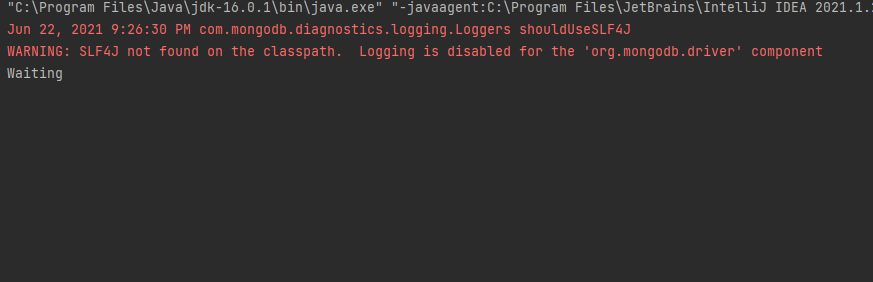 "C:\Program Files\Java\jdk-16.0.1\bin\java.exe" "-javaagent:C:\Program Files\JetBrains\IntelliJ IDEA 2021.1.
Jun 22, 2021 9:26:30 PM com.mongodb.diagnostics.logging.Loggers shouldUseSLF4J
WARNING: SLF4J not found on the classpath.  Logging is disabled for the 'org.mongodb.driver' component
Waiting